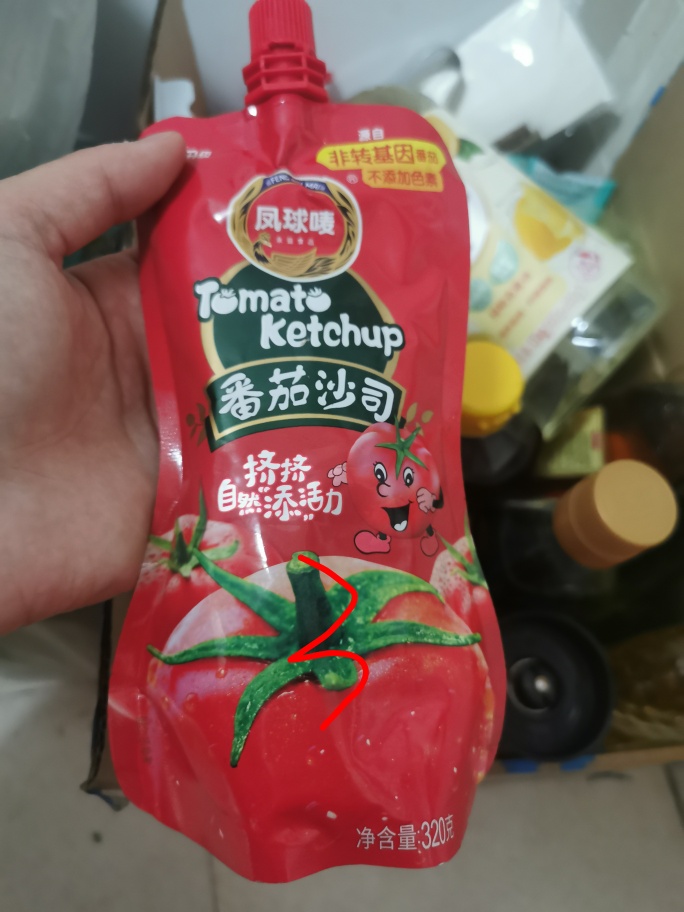 源自
非转基因番茄
不添加色素
凤球唛
®
Tomato
Ketchup
番茄沙司
挤挤
自然“添”活力
净含量:320克